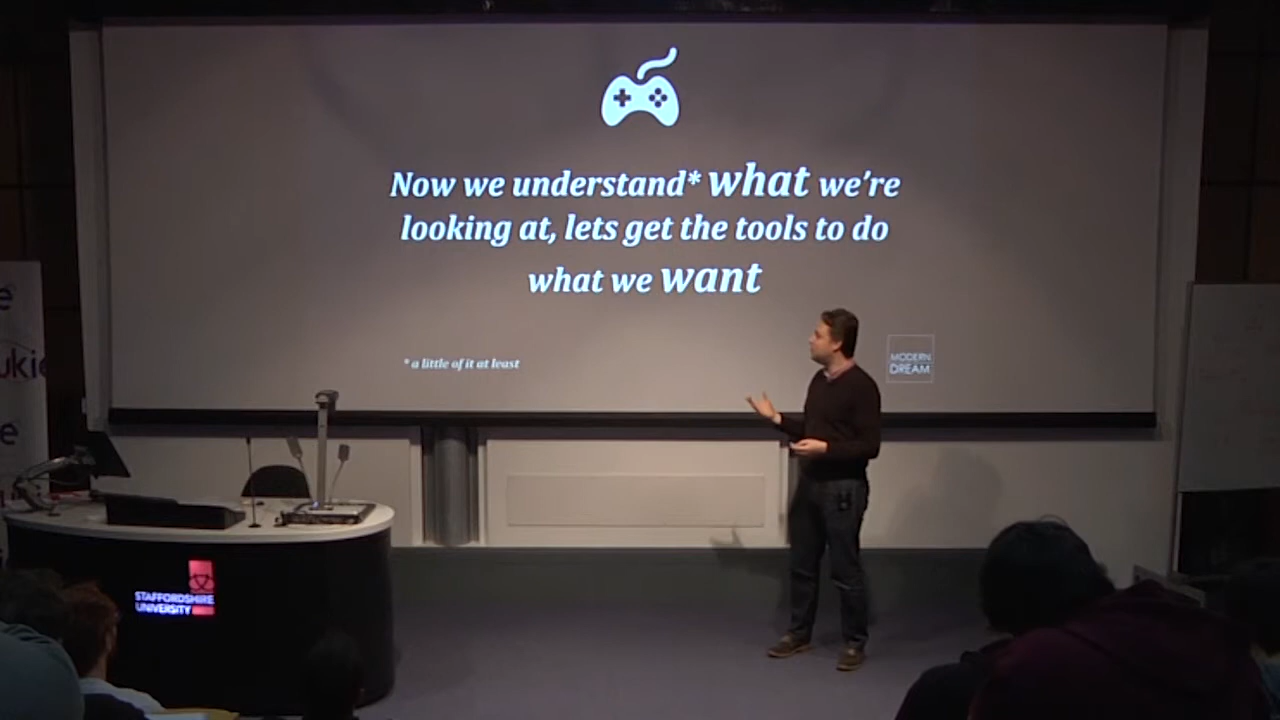 Now we understand* what we're
looking at, lets get the tools to do
what we want
* a little of it at least
MODERN
DREAM
ukie
STAFFORDSHIRE
UNIVERSITY